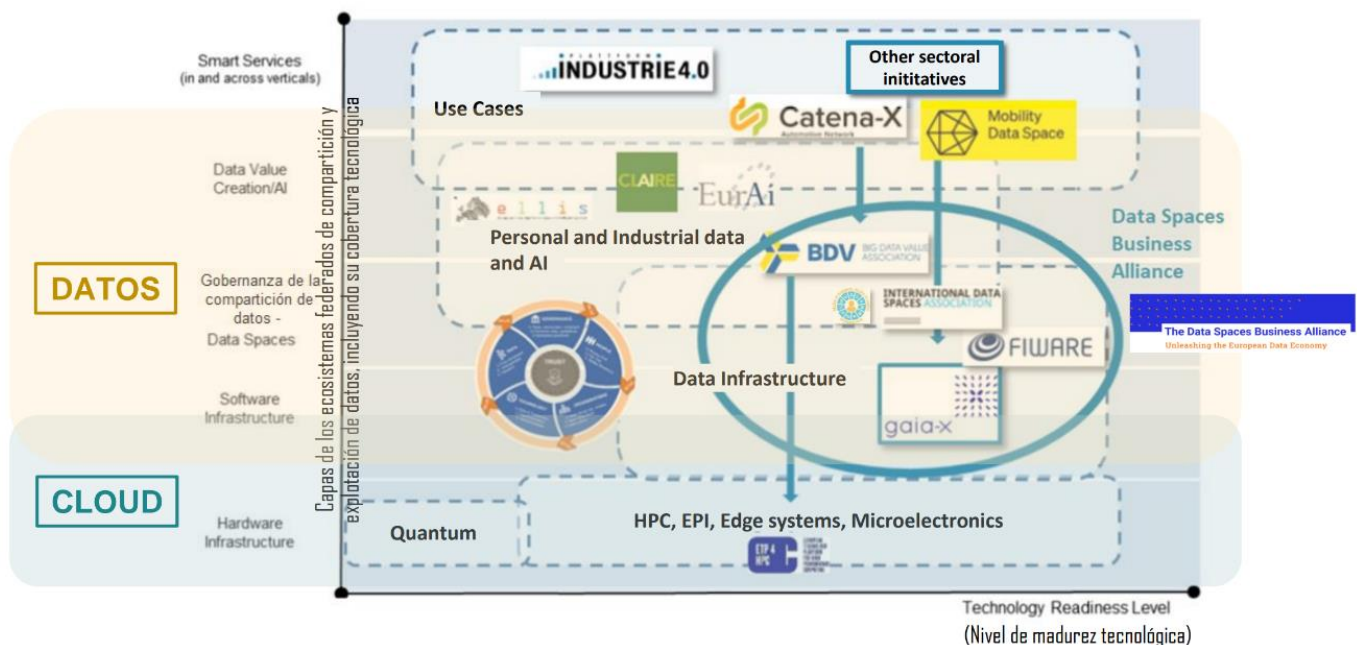 Smart Services
(in and across verticals)
Data Value
Creation/AI
DATOS
Gobernanza de la
compartición de
datos -
Data Spaces
Software
Infrastructure
CLOUD
Hardware
Infrastructure
Capas de los ecosistemas federados de compartición y
explotación de datos, incluyendo su cobertura tecnológica
PLATTFORM
INDUSTRIE4.0
Other sectoral
inititatives
Use Cases
Catena-X
Automotive Network
Mobility
Data Space
CLAIRE
EurAi
ellis
Personal and Industrial data
and AI
BDV
BIG DATA VALUE
ASSOCIATION
Data Spaces
Business
Alliance
INTERNATIONAL DATA
SPACES ASSOCIATION
The Data Spaces Business Alliance
Unleashing the European Data Economy
FIWARE
TRUST
Data Infrastructure
gaia-x
Quantum
HPC, EPI, Edge systems, Microelectronics
ETP 4
HPC
Technology Readiness Level
(Nivel de madurez tecnológica)